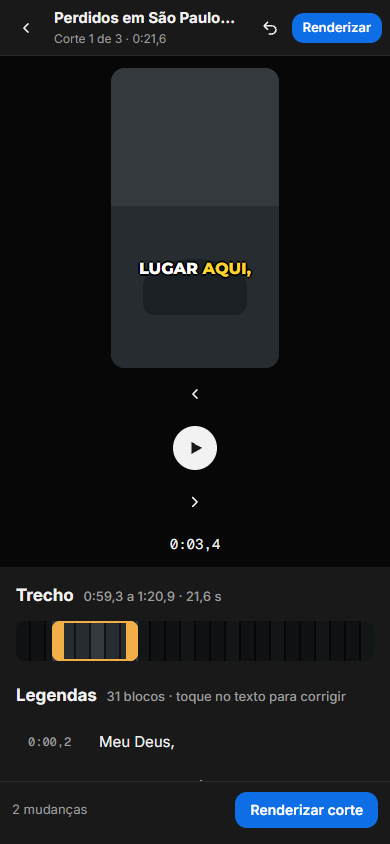 Perdidos em São Paulo...
Corte 1 de 3 · 0:21,6
Renderizar
LUGAR AQUI,
0:03,4
Trecho 0:59,3 a 1:20,9 · 21,6 s
Legendas 31 blocos · toque no texto para corrigir
0:00,2 Meu Deus,
2 mudanças
Renderizar corte